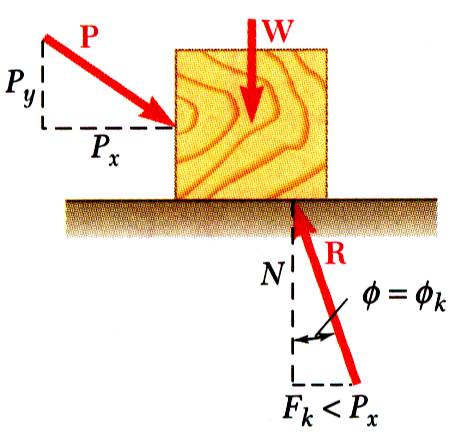 P
W
P_y
P_x
R
N
ϕ = ϕ_k
F_k < P_x